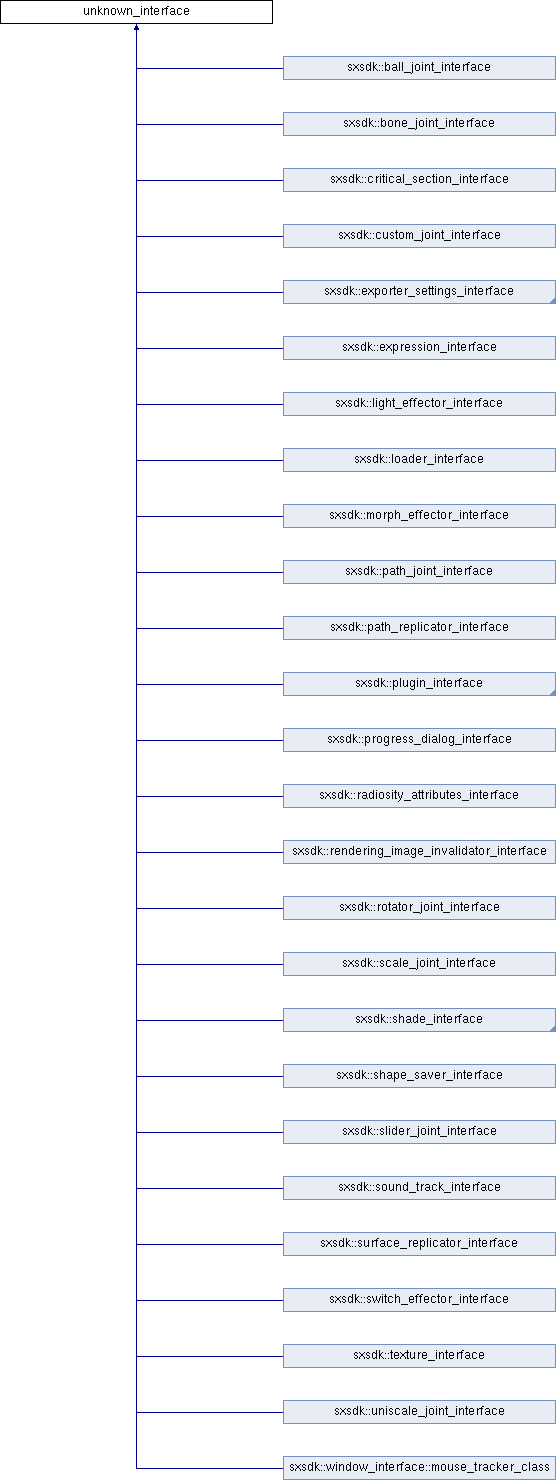 unknown_interface
sxsdk::ball_joint_interface
sxsdk::bone_joint_interface
sxsdk::critical_section_interface
sxsdk::custom_joint_interface
sxsdk::exporter_settings_interface
sxsdk::expression_interface
sxsdk::light_effector_interface
sxsdk::loader_interface
sxsdk::morph_effector_interface
sxsdk::path_joint_interface
sxsdk::path_replicator_interface
sxsdk::plugin_interface
sxsdk::progress_dialog_interface
sxsdk::radiosity_attributes_interface
sxsdk::rendering_image_invalidator_interface
sxsdk::rotator_joint_interface
sxsdk::scale_joint_interface
sxsdk::shade_interface
sxsdk::shape_saver_interface
sxsdk::slider_joint_interface
sxsdk::sound_track_interface
sxsdk::surface_replicator_interface
sxsdk::switch_effector_interface
sxsdk::texture_interface
sxsdk::uniscale_joint_interface
sxsdk::window_interface::mouse_tracker_class